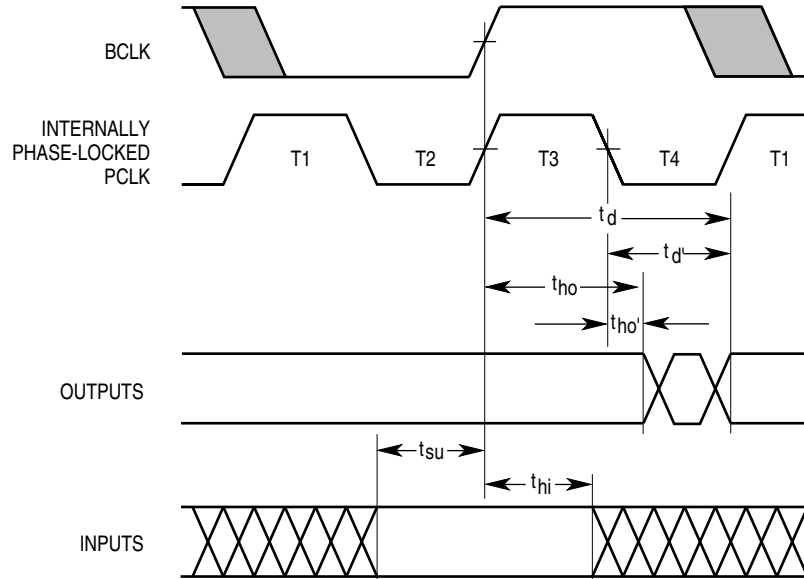 BCLK
INTERNALLY
PHASE-LOCKED
PCLK
T1 T2 T3 T4 T1
td
td'
tho
tho'
OUTPUTS
tsu
thi
INPUTS